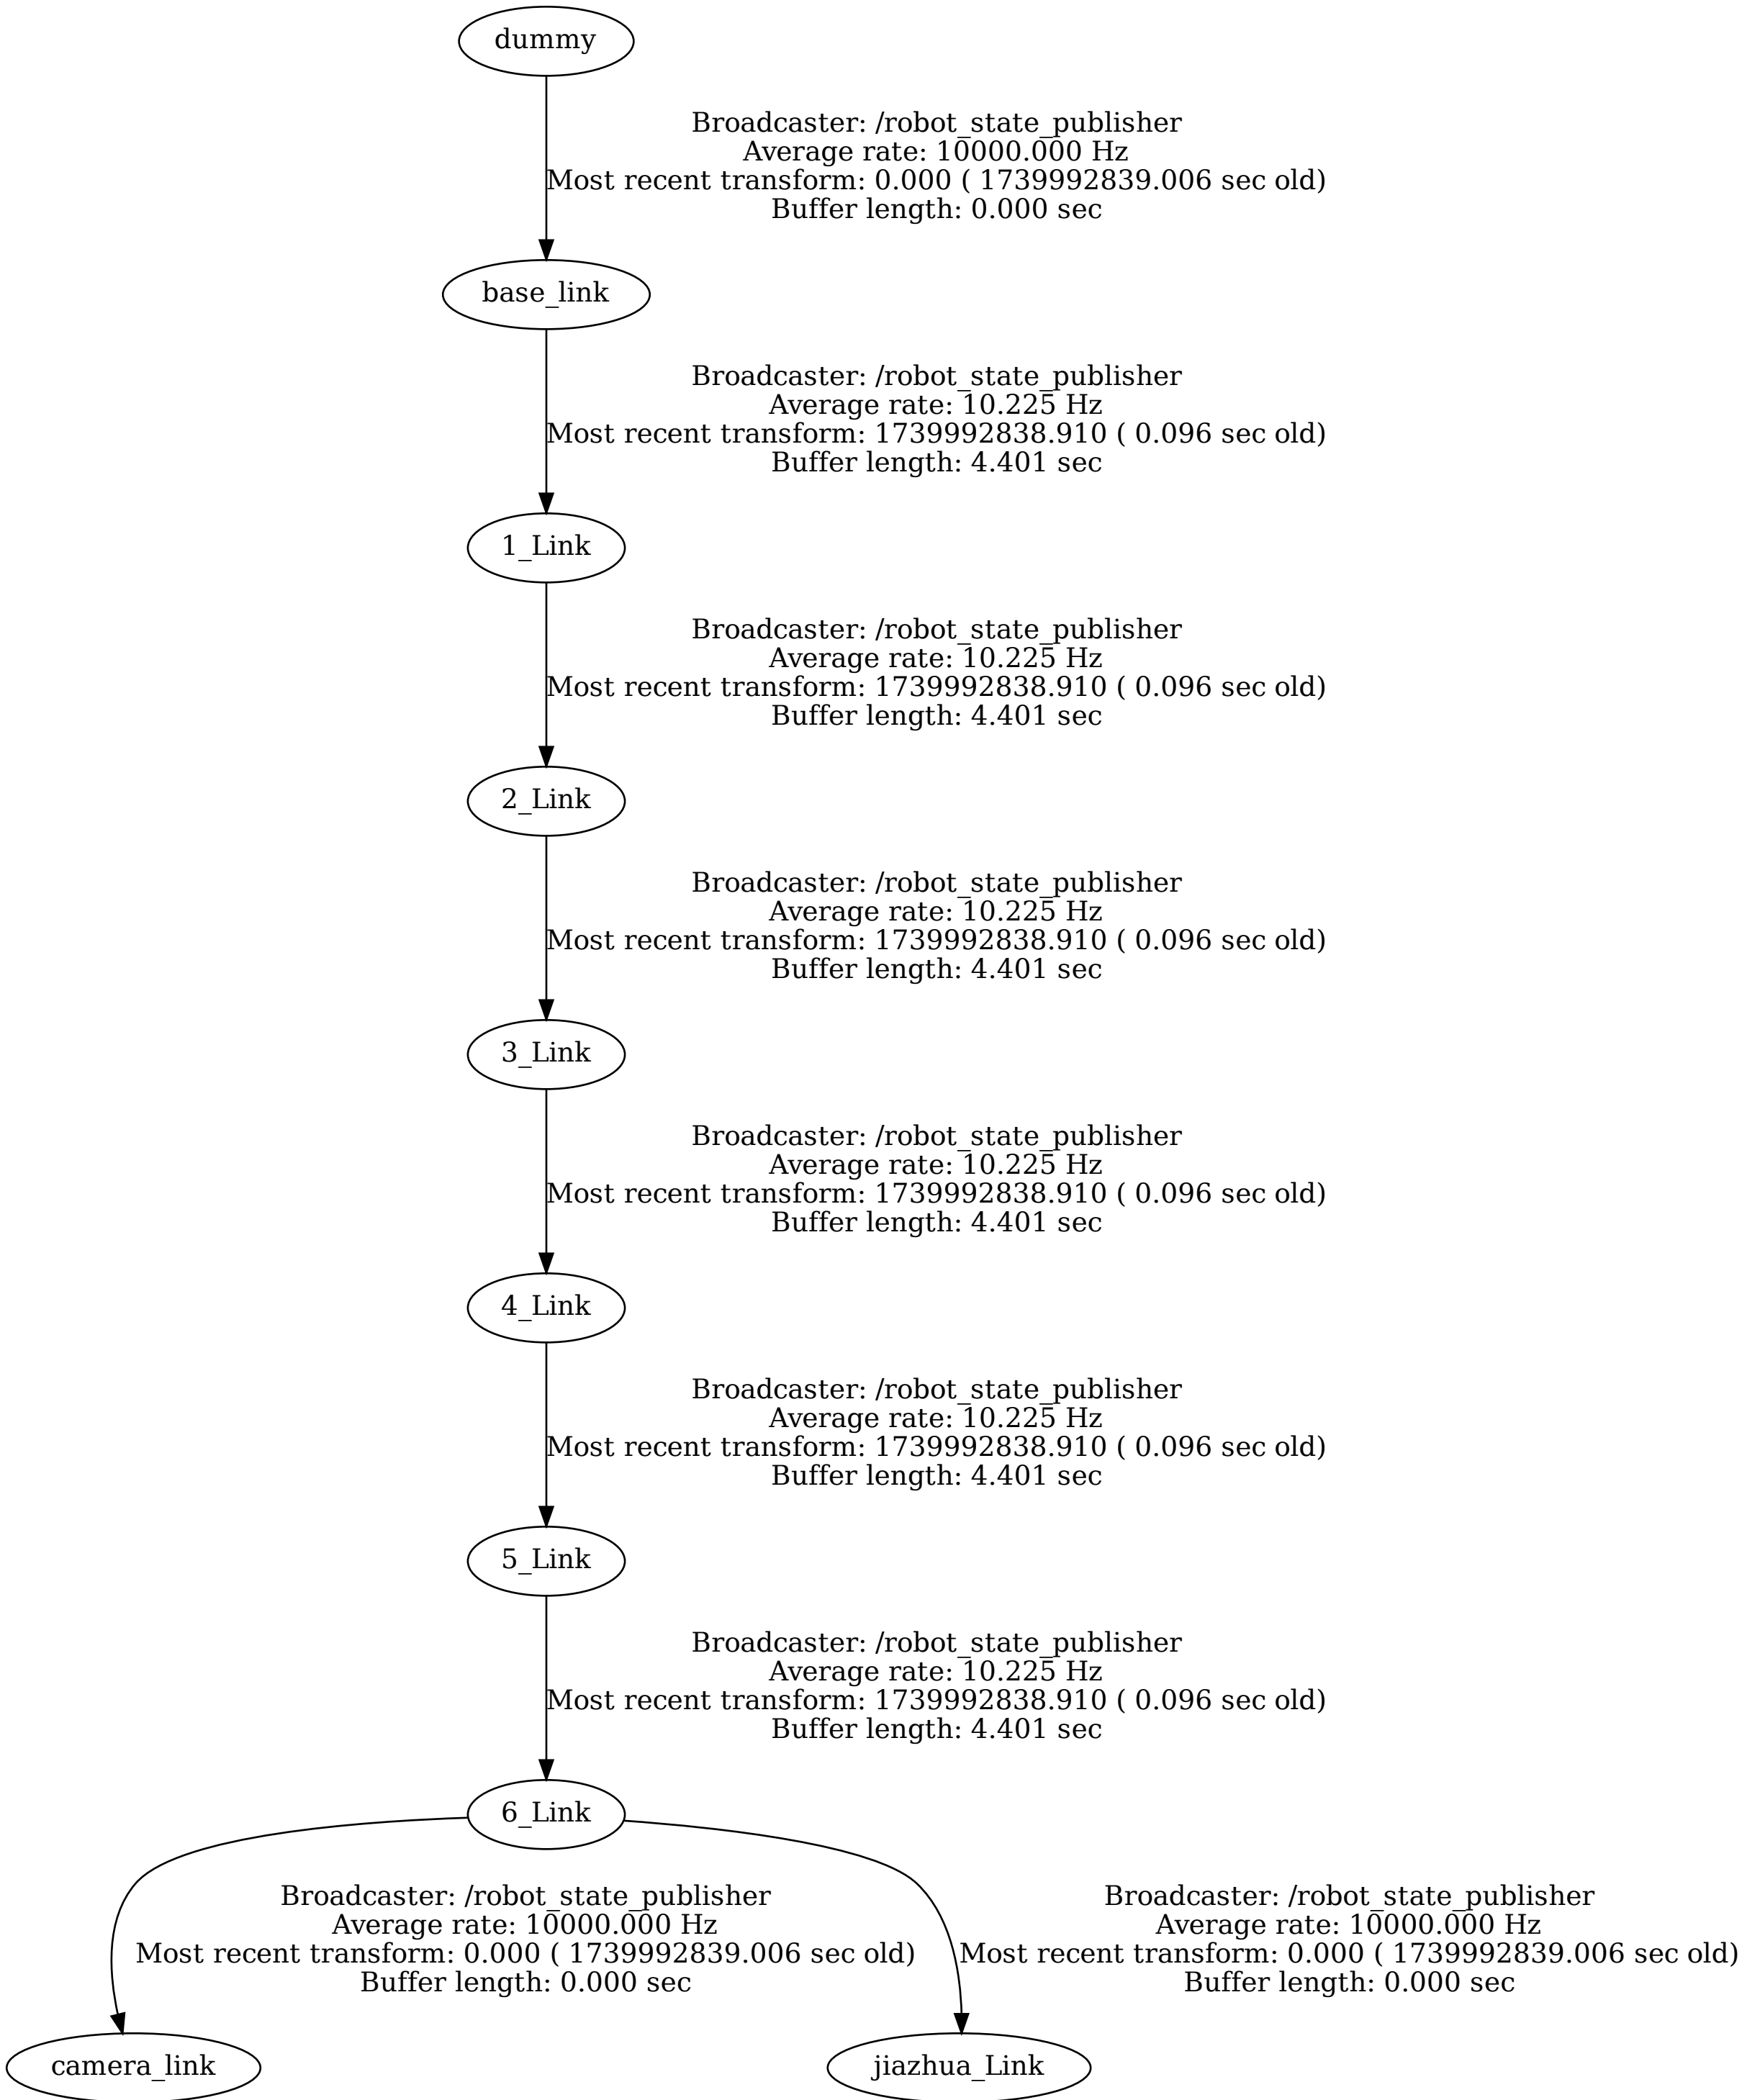 dummy
Broadcaster: /robot_state_publisher
Average rate: 10000.000 Hz
Most recent transform: 0.000 ( 1739992839.006 sec old)
Buffer length: 0.000 sec
base_link
Broadcaster: /robot_state_publisher
Average rate: 10.225 Hz
Most recent transform: 1739992838.910 ( 0.096 sec old)
Buffer length: 4.401 sec
1_Link
Broadcaster: /robot_state_publisher
Average rate: 10.225 Hz
Most recent transform: 1739992838.910 ( 0.096 sec old)
Buffer length: 4.401 sec
2_Link
Broadcaster: /robot_state_publisher
Average rate: 10.225 Hz
Most recent transform: 1739992838.910 ( 0.096 sec old)
Buffer length: 4.401 sec
3_Link
Broadcaster: /robot_state_publisher
Average rate: 10.225 Hz
Most recent transform: 1739992838.910 ( 0.096 sec old)
Buffer length: 4.401 sec
4_Link
Broadcaster: /robot_state_publisher
Average rate: 10.225 Hz
Most recent transform: 1739992838.910 ( 0.096 sec old)
Buffer length: 4.401 sec
5_Link
Broadcaster: /robot_state_publisher
Average rate: 10.225 Hz
Most recent transform: 1739992838.910 ( 0.096 sec old)
Buffer length: 4.401 sec
6_Link
Broadcaster: /robot_state_publisher
Average rate: 10000.000 Hz
Most recent transform: 0.000 ( 1739992839.006 sec old)
Buffer length: 0.000 sec
Broadcaster: /robot_state_publisher
Average rate: 10000.000 Hz
Most recent transform: 0.000 ( 1739992839.006 sec old)
Buffer length: 0.000 sec
camera_link
jiazhua_Link